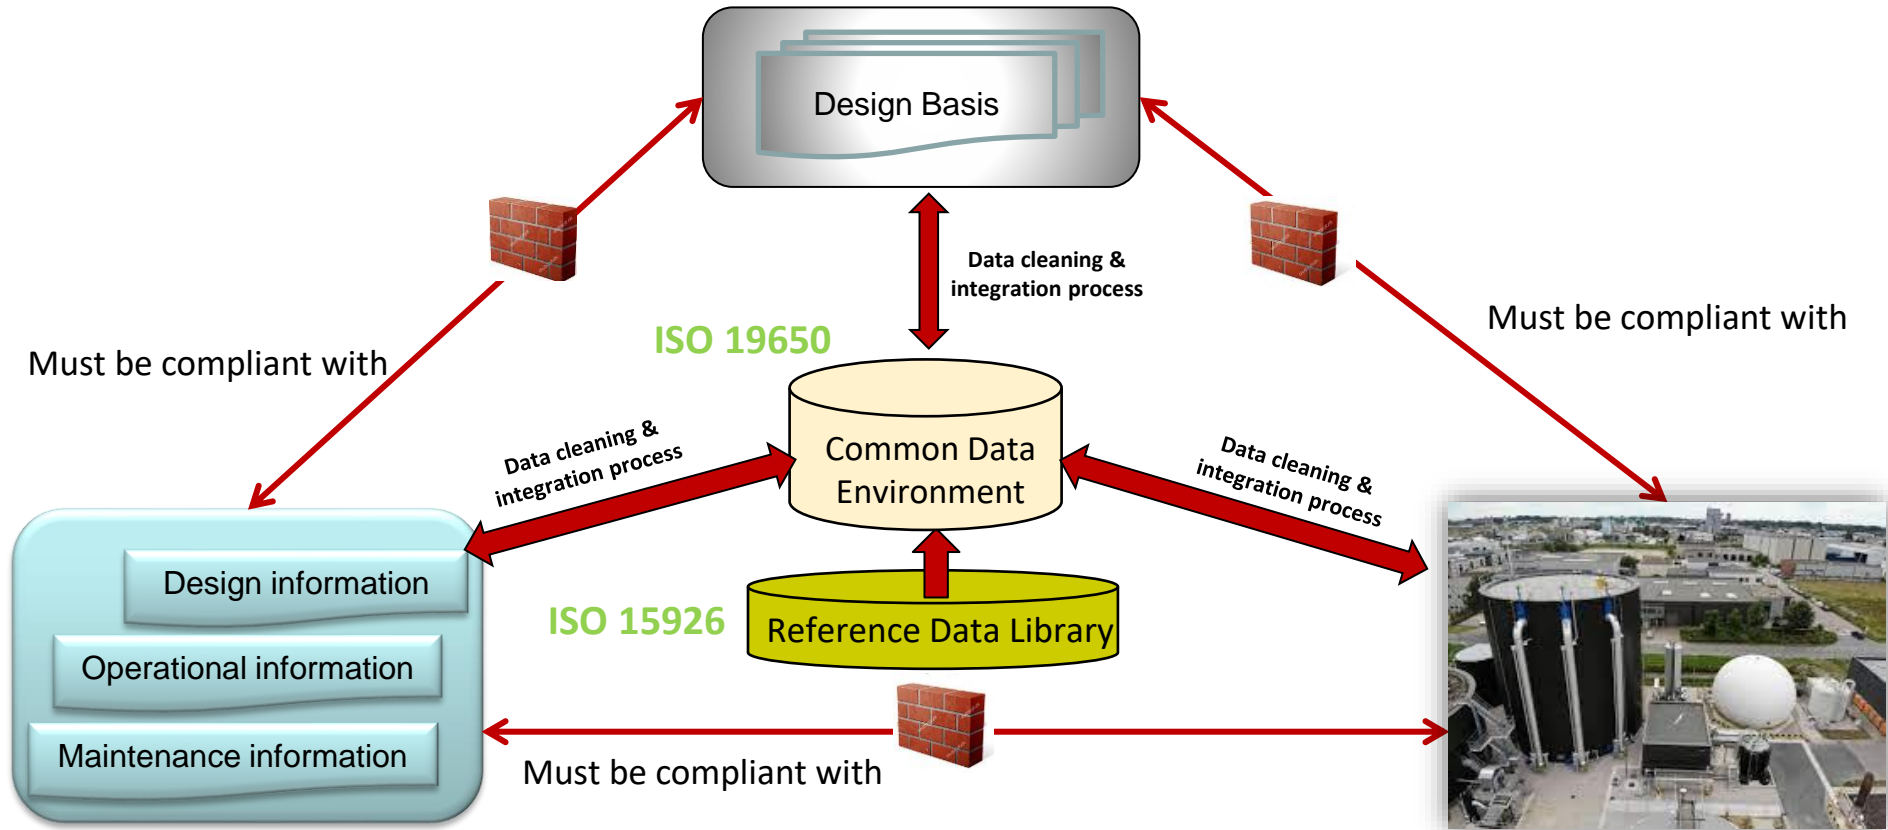 Design Basis
Data cleaning &
integration process
ISO 19650
Must be compliant with
Must be compliant with
Common Data
Environment
Data cleaning &
integration process
Data cleaning &
integration process
Design information
Operational information
Maintenance information
ISO 15926
Reference Data Library
Must be compliant with